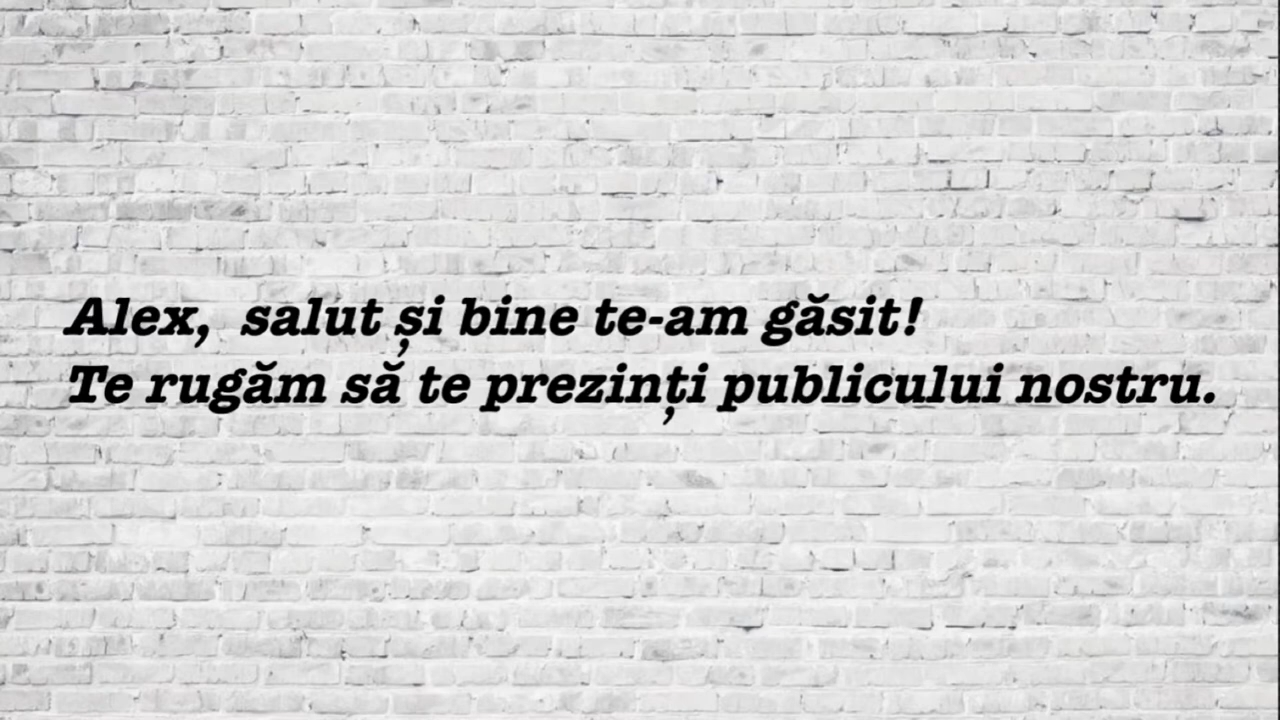 Alex,  salut și bine te-am găsit!
Te rugăm să te prezinți publicului nostru.